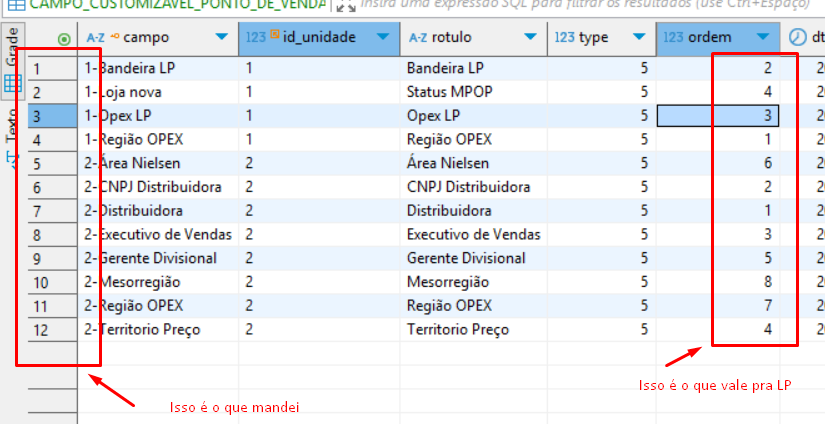 CAMPO_CUSTOMIZAVEL_PONTO_DE_VENDA Insira uma expressão SQL para filtrar os resultados (use Ctrl+Espaço)
Grade
Texto
A-Z campo 123 id_unidade A-Z rotulo 123 type 123 ordem dt
1 1-Bandeira LP 1 Bandeira LP 5 2 2
2 1-Loja nova 1 Status MPOP 5 4 2
3 1-Opex LP 1 Opex LP 5 3 2
4 1-Região OPEX 1 Região OPEX 5 1 2
5 2-Área Nielsen 2 Área Nielsen 5 6 2
6 2-CNPJ Distribuidora 2 CNPJ Distribuidora 5 2 2
7 2-Distribuidora 2 Distribuidora 5 1 2
8 2-Executivo de Vendas 2 Executivo de Vendas 5 3 2
9 2-Gerente Divisional 2 Gerente Divisional 5 5 2
10 2-Mesorregião 2 Mesorregião 5 8 2
11 2-Região OPEX 2 Região OPEX 5 7 2
12 2-Territorio Preço 2 Territorio Preço 5 4 2
Isso é o que vale pra LP
Isso é o que mandei